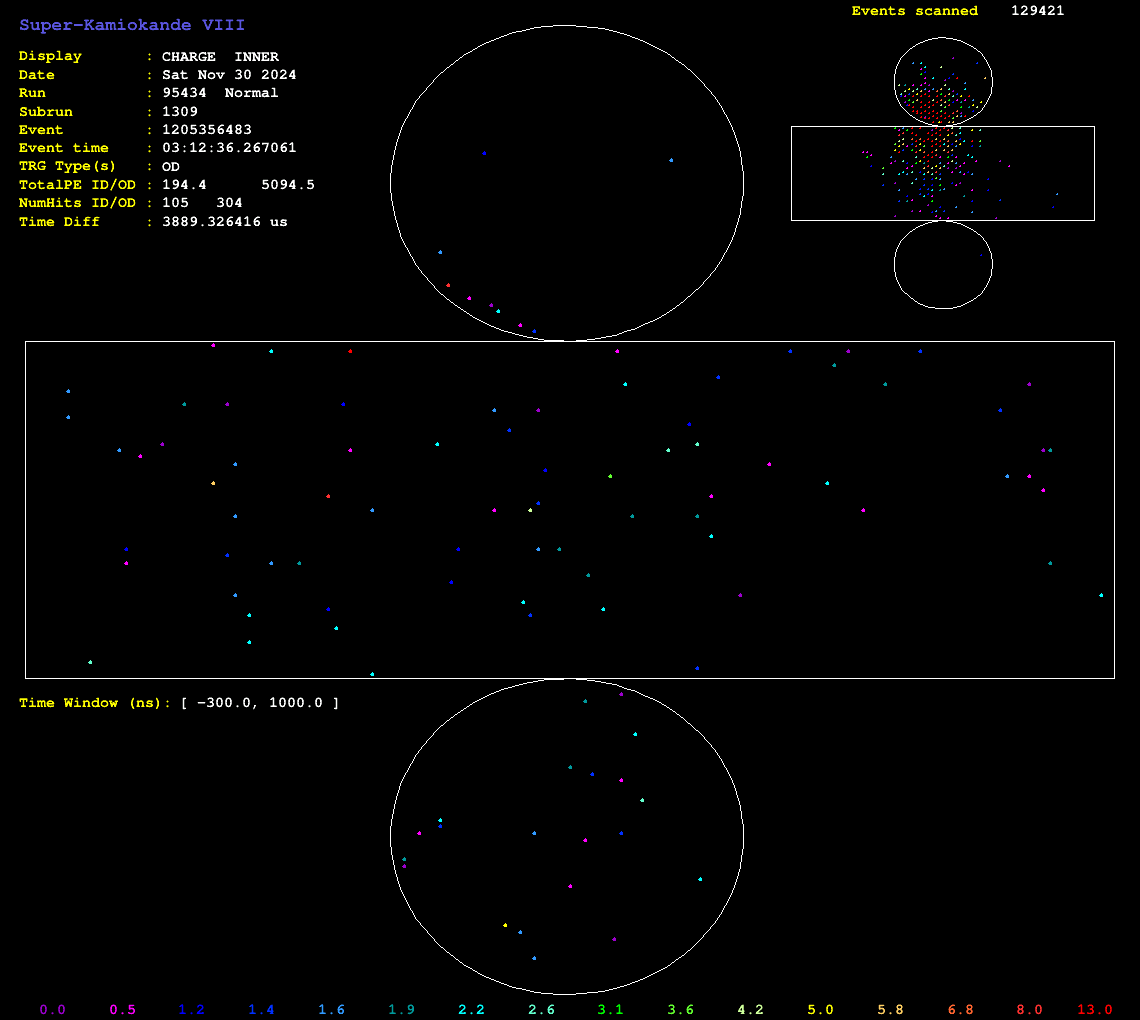 Super-Kamiokande VIII
Events scanned 129421
Display : CHARGE INNER
Date : Sat Nov 30 2024
Run : 95434 Normal
Subrun : 1309
Event : 1205356483
Event time : 03:12:36.267061
TRG Type(s) : OD
TotalPE ID/OD : 194.4 5094.5
NumHits ID/OD : 105 304
Time Diff : 3889.326416 us
Time Window (ns): [ -300.0, 1000.0 ]
0.0 0.5 1.2 1.4 1.6 1.9 2.2 2.6 3.1 3.6 4.2 5.0 5.8 6.8 8.0 13.0